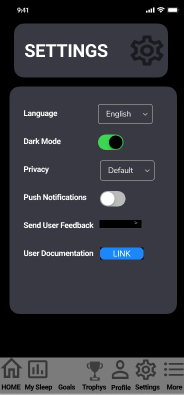 9:41
SETTINGS
Language English
Dark Mode
Privacy Default
Push Notifications
Send User Feedback
User Documentation LINK
HOME My Sleep Goals Trophys Profile Settings More